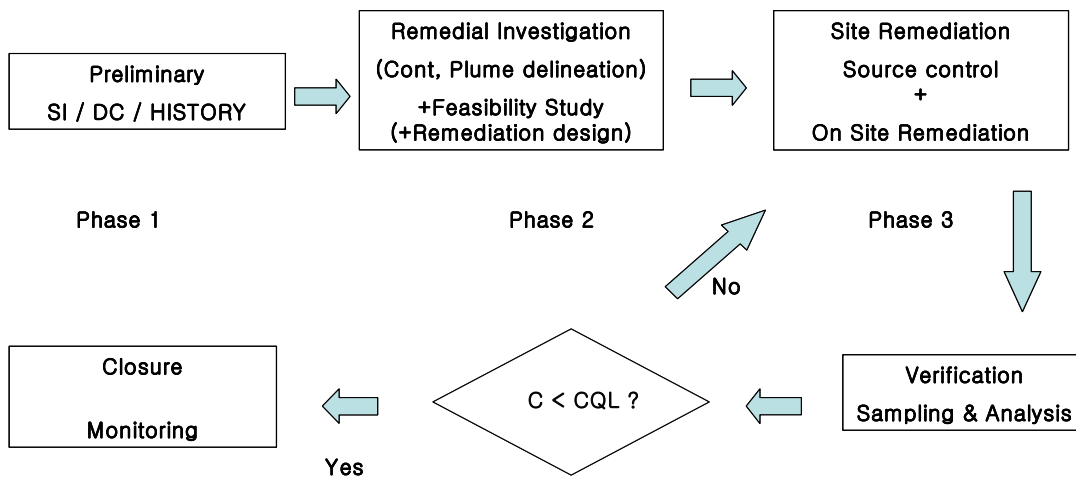 Preliminary
SI / DC / HISTORY
Remedial Investigation
(Cont, Plume delineation)
+Feasibility Study
(+Remediation design)
Site Remediation
Source control
+
On Site Remediation
Phase 1
Phase 2
Phase 3
No
Closure
Monitoring
C < CQL ?
Verification
Sampling & Analysis
Yes